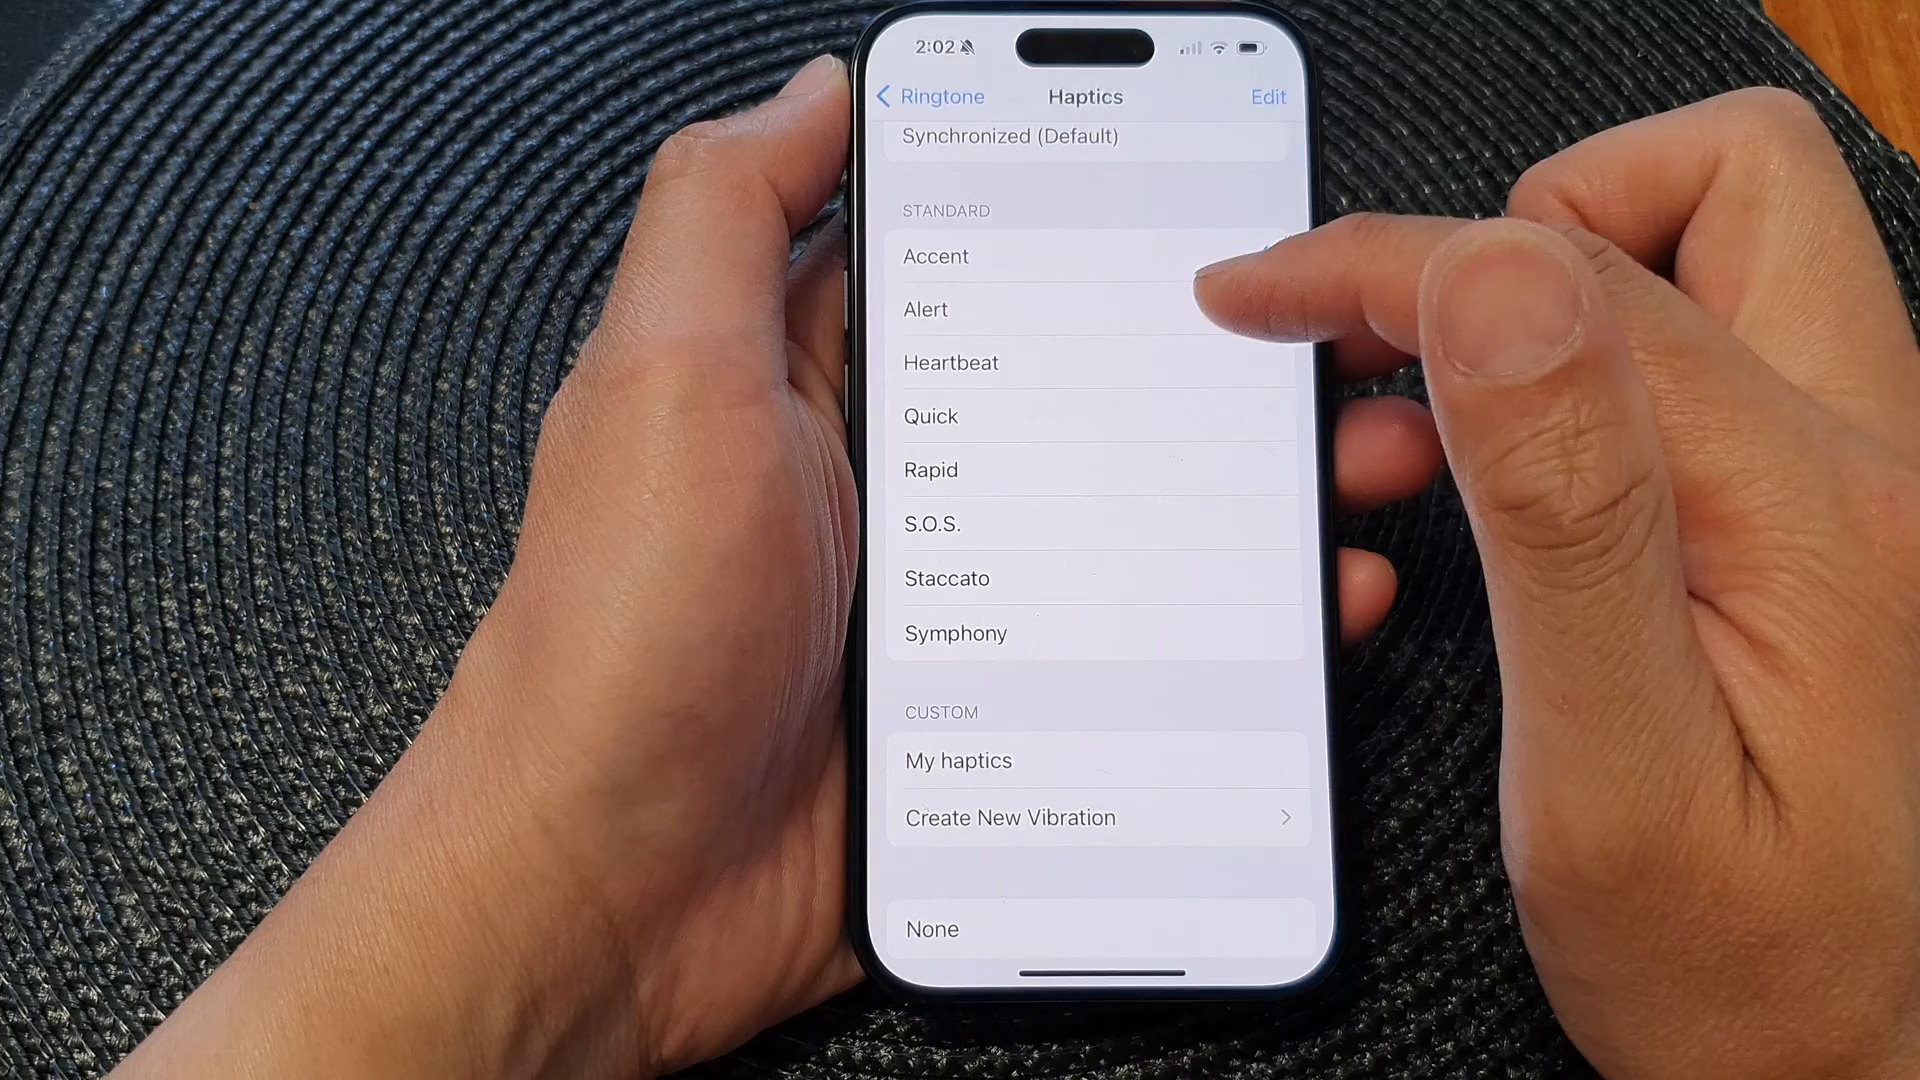 2:02
Ringtone Haptics Edit
Synchronized (Default)
STANDARD
Accent
Alert
Heartbeat
Quick
Rapid
S.O.S.
Staccato
Symphony
CUSTOM
My haptics
Create New Vibration
None